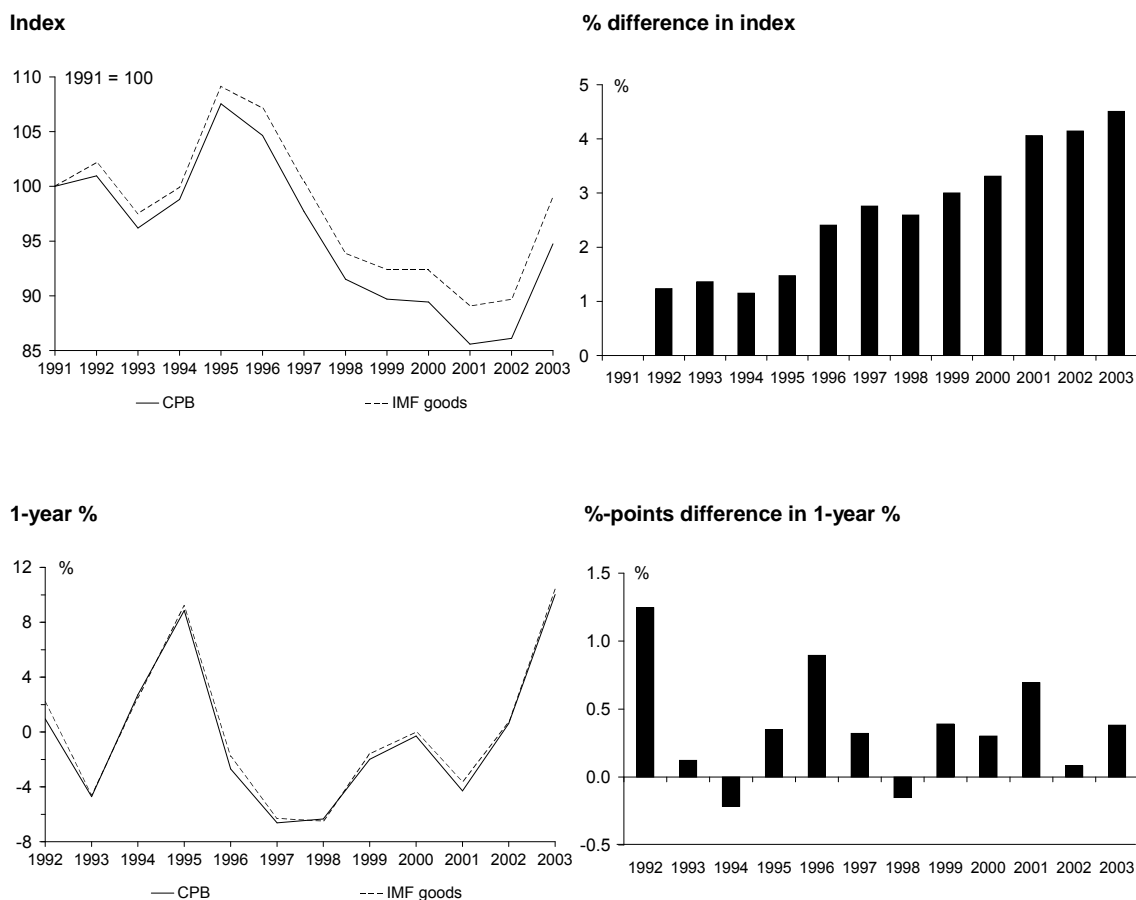 Index
110
1991 = 100
105
100
95
90
85
1991 1992 1993 1994 1995 1996 1997 1998 1999 2000 2001 2002 2003
CPB IMF goods
% difference in index
%
5
4
3
2
1
0
1991 1992 1993 1994 1995 1996 1997 1998 1999 2000 2001 2002 2003
1-year %
%
12
8
4
0
-4
-8
1992 1993 1994 1995 1996 1997 1998 1999 2000 2001 2002 2003
CPB IMF goods
%-points difference in 1-year %
%
1.5
1.0
0.5
0.0
-0.5
1992 1993 1994 1995 1996 1997 1998 1999 2000 2001 2002 2003